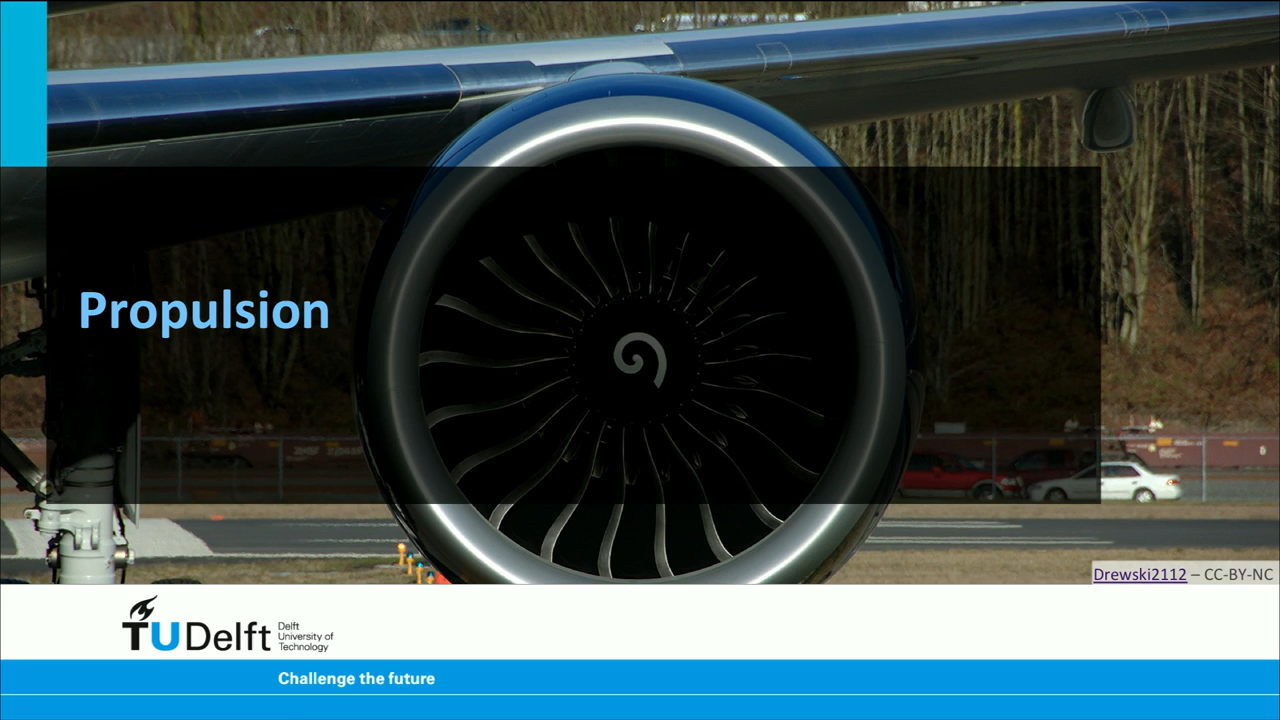 Propulsion
Drewski2112 – CC-BY-NC
TUDelft
Delft
University of
Technology
Challenge the future